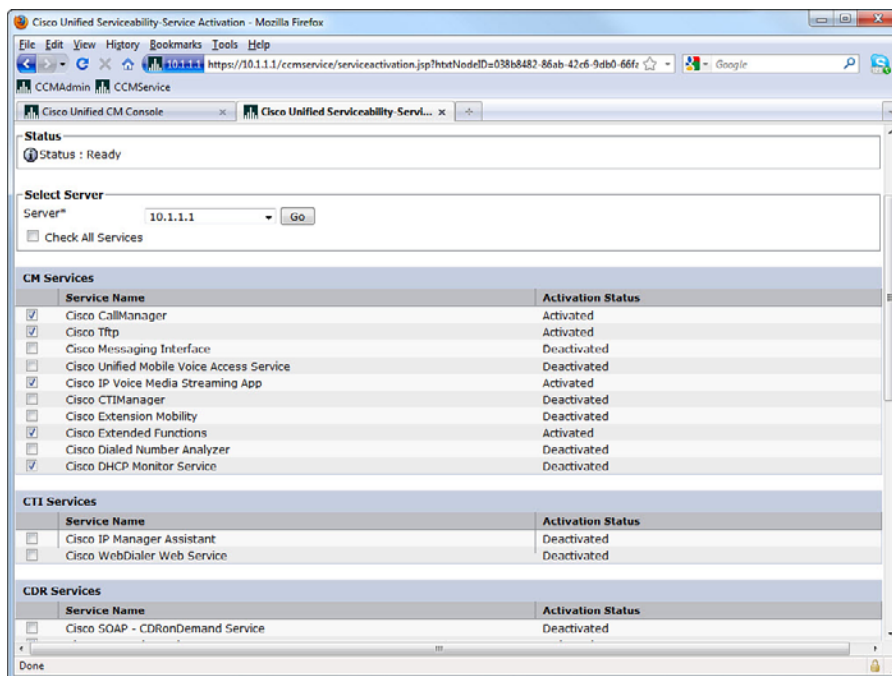 Cisco Unified Serviceability-Service Activation - Mozilla Firefox
File Edit View History Bookmarks Tools Help
10.1.1.1 https://10.1.1.1/ccmservice/serviceactivation.jsp?htxtNodeID=038b8482-86ab-42c6-9db0-66fa Google
CCMAdmin CCMService
Cisco Unified CM Console Cisco Unified Serviceability-Servi...
Status
Status : Ready
Select Server
Server* 10.1.1.1 Go
Check All Services
CM Services
Service Name Activation Status
Cisco CallManager Activated
Cisco Tftp Activated
Cisco Messaging Interface Deactivated
Cisco Unified Mobile Voice Access Service Deactivated
Cisco IP Voice Media Streaming App Activated
Cisco CTIManager Deactivated
Cisco Extension Mobility Deactivated
Cisco Extended Functions Activated
Cisco Dialed Number Analyzer Deactivated
Cisco DHCP Monitor Service Deactivated
CTI Services
Service Name Activation Status
Cisco IP Manager Assistant Deactivated
Cisco WebDialer Web Service Deactivated
CDR Services
Service Name Activation Status
Cisco SOAP - CDRonDemand Service Deactivated
Done